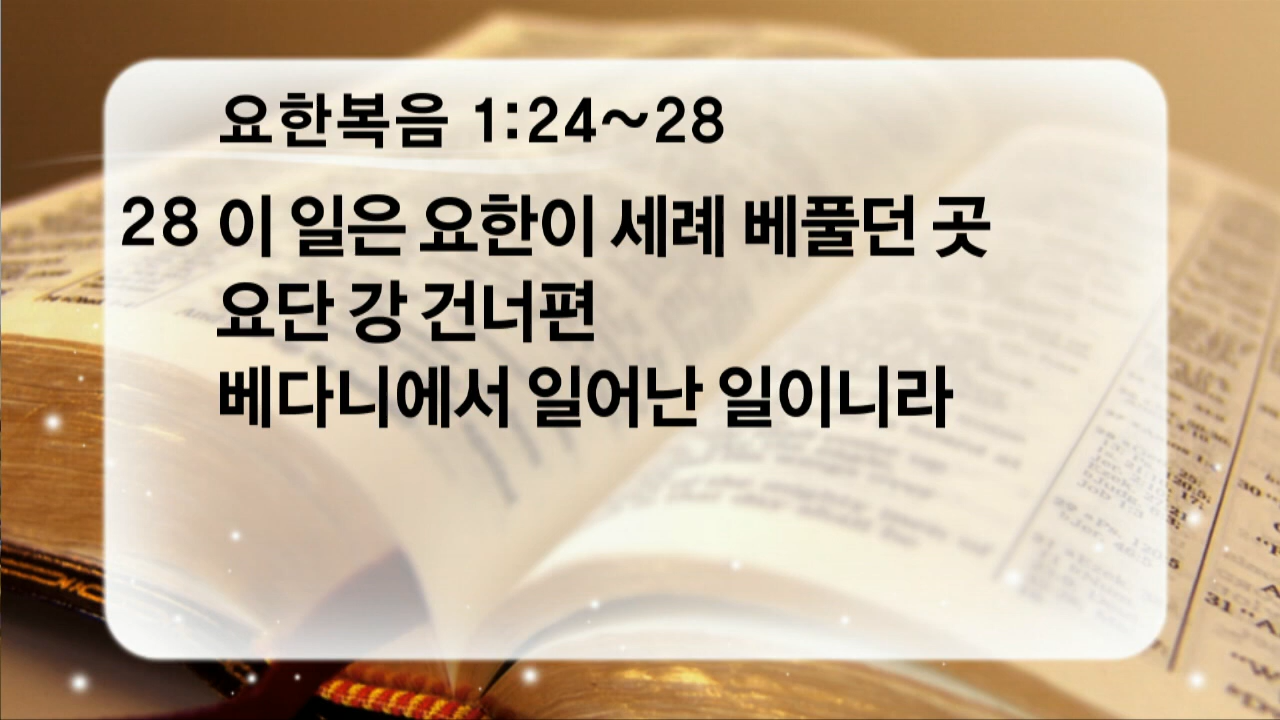 요한복음 1:24~28
28 이 일은 요한이 세례 베풀던 곳
요단 강 건너편
베다니에서 일어난 일이니라